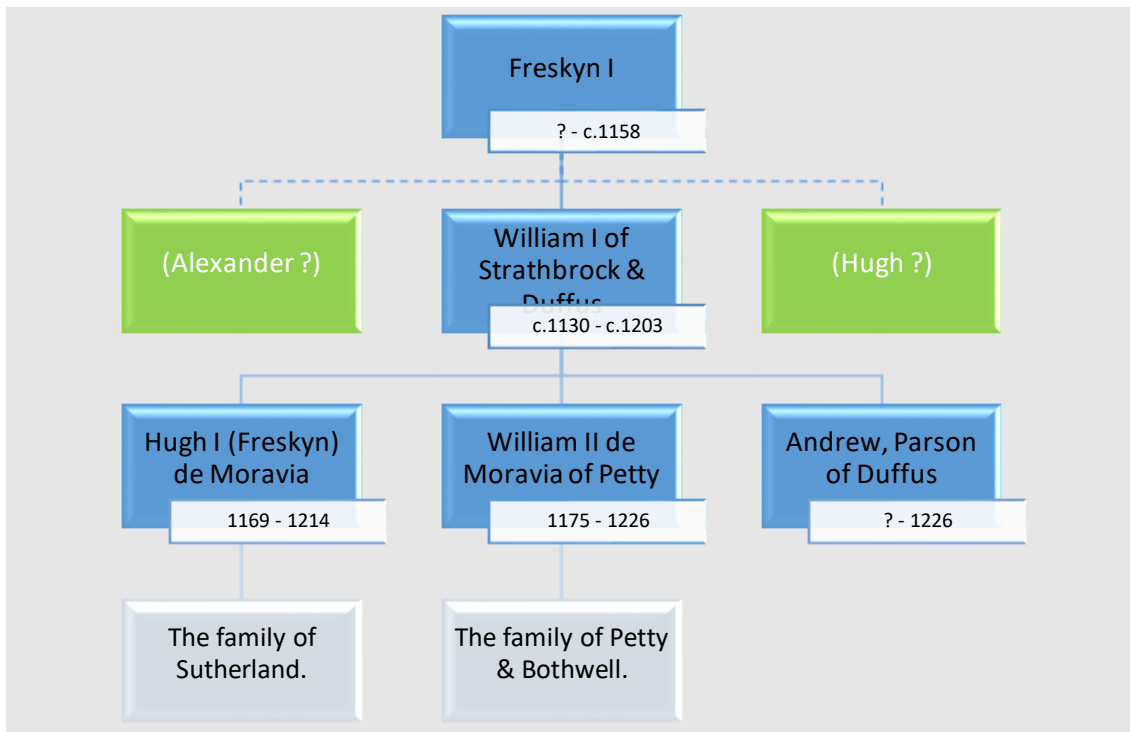 Freskyn I
? - c.1158
(Alexander ?)
William I of
Strathbrock &
Duffus
c.1130 - c.1203
(Hugh ?)
Hugh I (Freskyn)
de Moravia
1169 - 1214
William II de
Moravia of Petty
1175 - 1226
Andrew, Parson
of Duffus
? - 1226
The family of
Sutherland.
The family of Petty
& Bothwell.